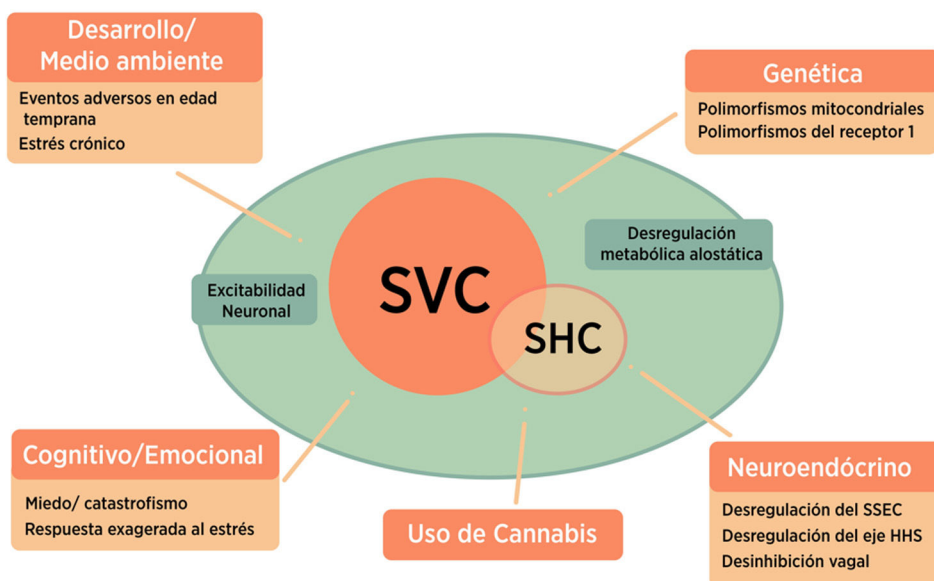 Desarrollo/
Medio ambiente
Eventos adversos en edad
temprana
Estrés crónico
Genética
Polimorfismos mitocondriales
Polimorfismos del receptor 1
Desregulación
metabólica alostática
Excitabilidad
Neuronal
SVC
SHC
Cognitivo/Emocional
Miedo/ catastrofismo
Respuesta exagerada al estrés
Uso de Cannabis
Neuroendócrino
Desregulación del SSEC
Desregulación del eje HHS
Desinhibición vagal